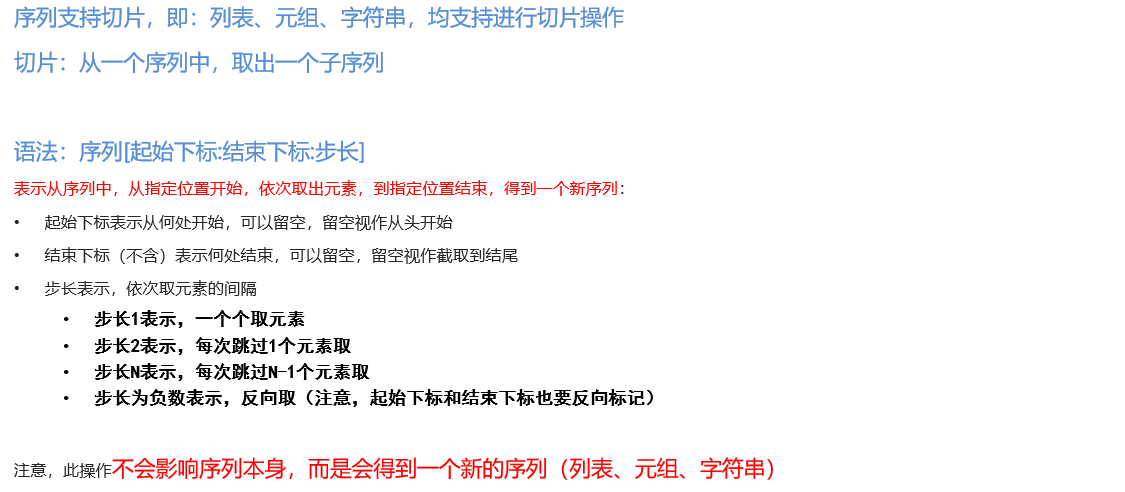 序列支持切片，即：列表、元组、字符串，均支持进行切片操作
切片：从一个序列中，取出一个子序列
语法：序列[起始下标:结束下标:步长]
表示从序列中，从指定位置开始，依次取出元素，到指定位置结束，得到一个新序列：
• 起始下标表示从何处开始，可以留空，留空视作从头开始
• 结束下标（不含）表示何处结束，可以留空，留空视作截取到结尾
• 步长表示，依次取元素的间隔
• 步长1表示，一个个取元素
• 步长2表示，每次跳过1个元素取
• 步长N表示，每次跳过N-1个元素取
• 步长为负数表示，反向取（注意，起始下标和结束下标也要反向标记）
注意，此操作不会影响序列本身，而是会得到一个新的序列（列表、元组、字符串）